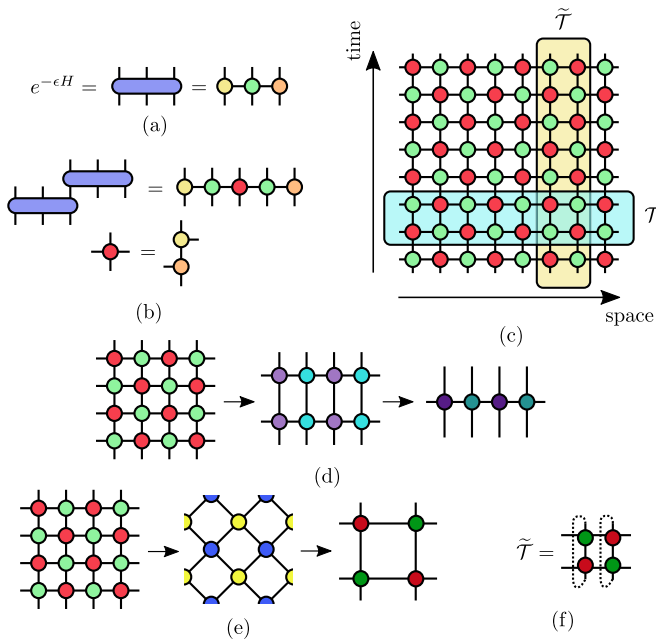 e^{-ϵH} = =
(a)
=
=
(b)
time
𝒯̃
𝒯
space
(c)
(d)
(e)
𝒯̃ =
(f)